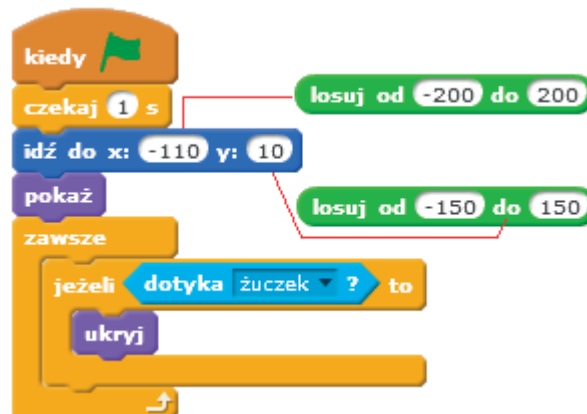 kiedy
czekaj 1 s
losuj od -200 do 200
idź do x: -110 y: 10
pokaż
losuj od -150 do 150
zawsze
jeżeli dotyka żuczek ? to
ukryj